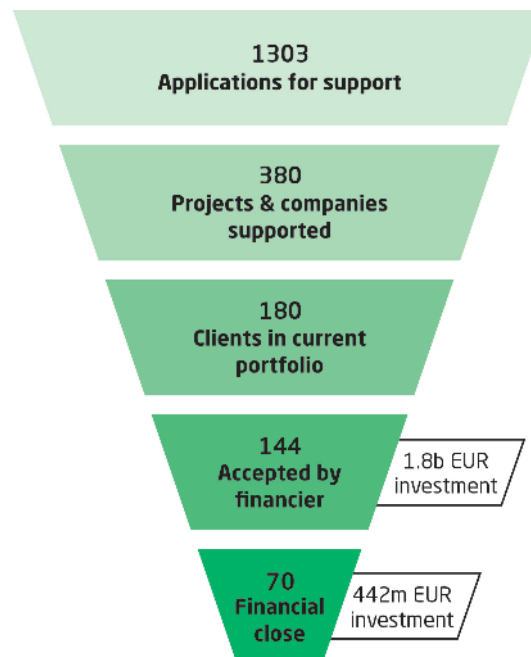 1303
Applications for support
380
Projects & companies
supported
180
Clients in current
portfolio
144
Accepted by
financier
1.8b EUR
investment
70
Financial
close
442m EUR
investment